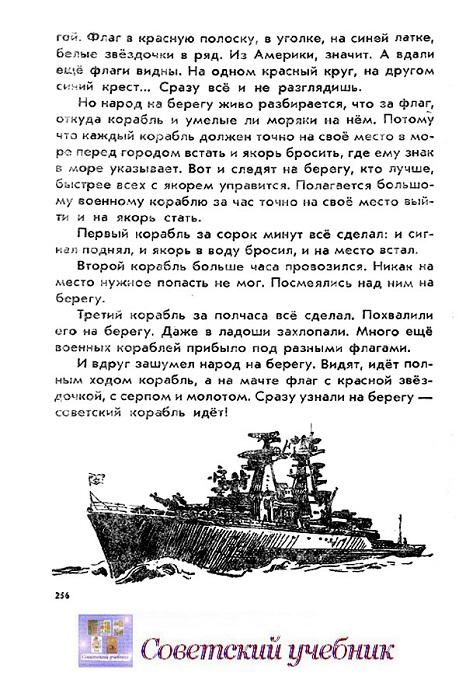 гой. Флаг в красную полоску, в уголке, на синей латке,
белые звёздочки в ряд. Из Америки, значит. А вдали
ещё флаги видны. На одном красный круг, на другом
синий крест... Сразу всё и не разглядишь.
Но народ на берегу живо разбирается, что за флаг,
откуда корабль и умелые ли моряки на нём. Потому
что каждый корабль должен точно на своё место в мо-
ре перед городом встать и якорь бросить, где ему знак
в море указывает. Вот и следят на берегу, кто лучше,
быстрее всех с якорем управится. Полагается большо-
му военному кораблю за час точно на своё место вый-
ти и на якорь стать.
Первый корабль за сорок минут всё сделал: и сиг-
нал поднял, и якорь в воду бросил, и на место встал.
Второй корабль больше часа провозился. Никак на
место нужное попасть не мог. Посмеялись над ним на
берегу.
Третий корабль за полчаса всё сделал. Похвалили
его на берегу. Даже в ладоши захлопали. Много ещё
военных кораблей прибыло под разными флагами.
И вдруг зашумел народ на берегу. Видят, идёт пол-
ным ходом корабль, а на мачте флаг с красной звёз-
дочкой, с серпом и молотом. Сразу узнали на берегу —
советский корабль идёт!
256
Советский учебник
Советский учебник